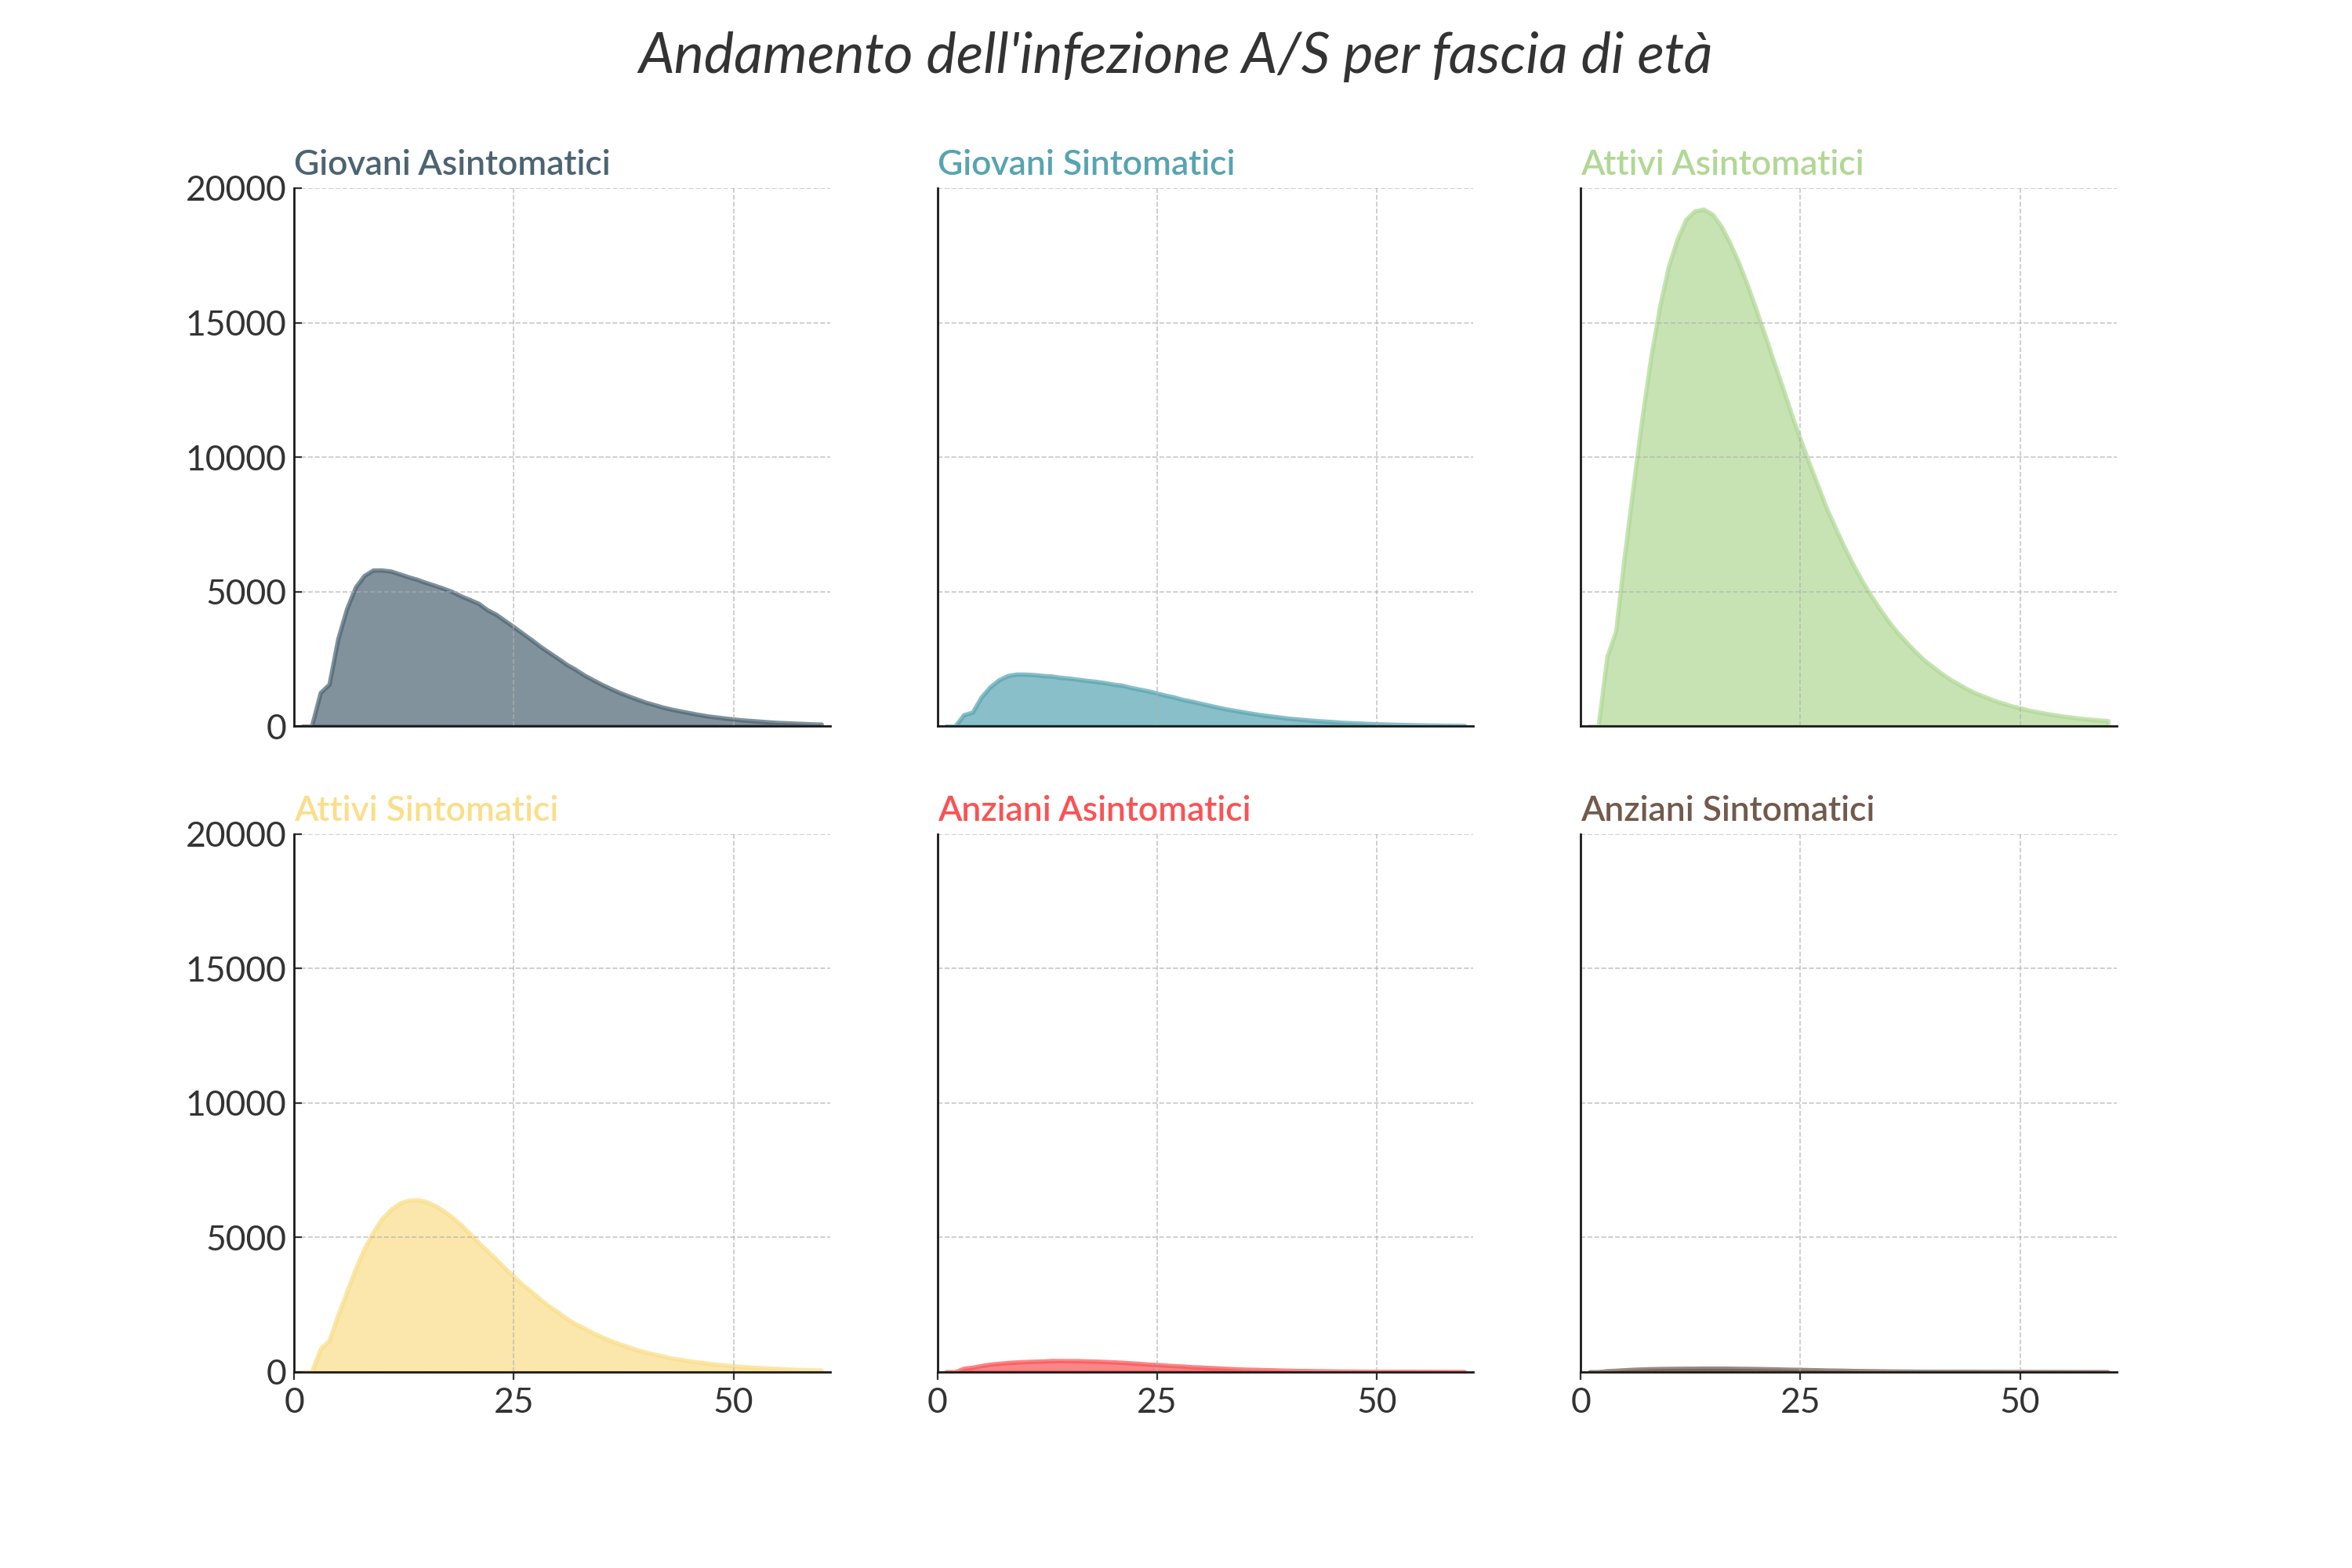 Andamento dell'infezione A/S per fascia di età
Giovani Asintomatici
Giovani Sintomatici
Attivi Asintomatici
20000
15000
10000
5000
0
Attivi Sintomatici
Anziani Asintomatici
Anziani Sintomatici
20000
15000
10000
5000
0
0 25 50
0 25 50
0 25 50